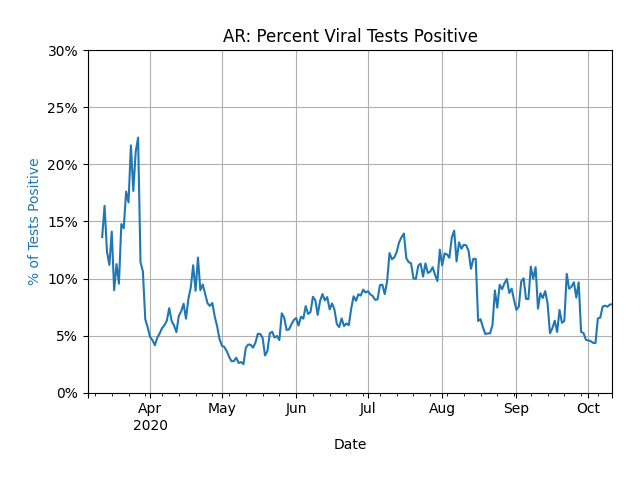 AR: Percent Viral Tests Positive
30%
25%
20%
15%
10%
5%
0%
% of Tests Positive
Apr May Jun Jul Aug Sep Oct
2020
Date